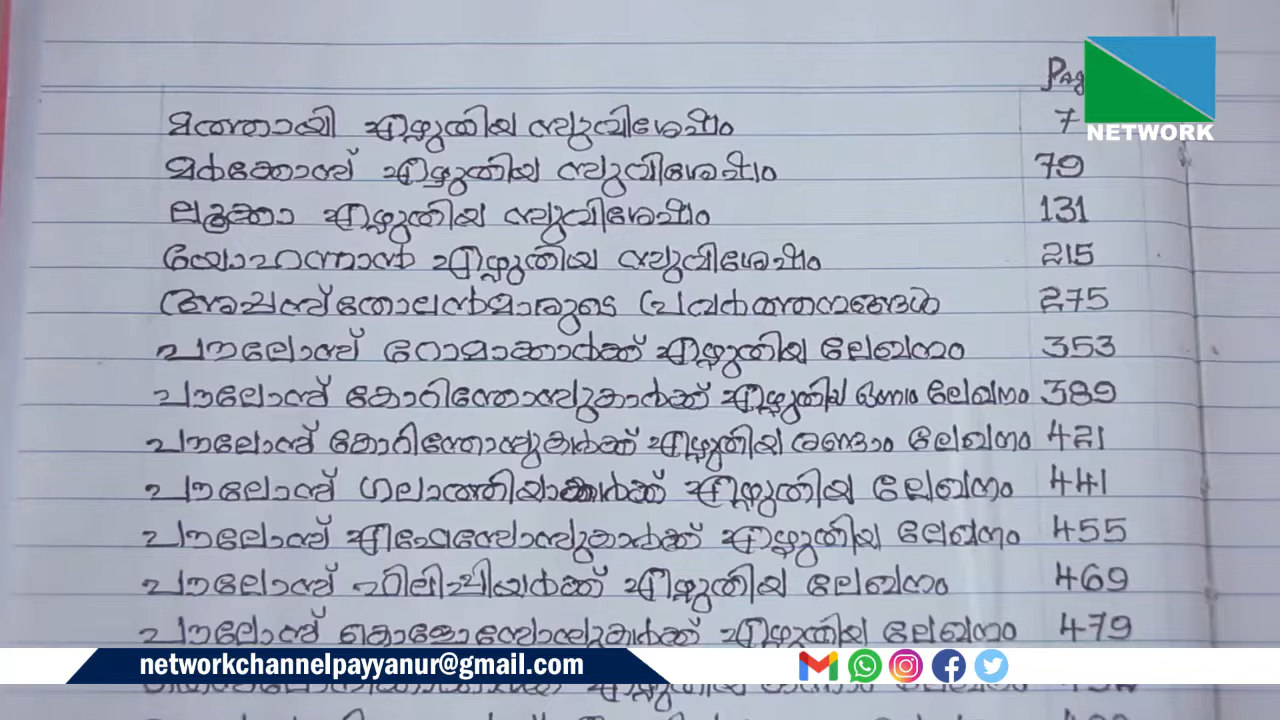 Pag
മത്തായി എഴുതിയ സുവിശേഷം 7
മർക്കോസ് എഴുതിയ സുവിശേഷം 79
ലൂക്കാ എഴുതിയ സുവിശേഷം 131
യോഹന്നാൻ എഴുതിയ സുവിശേഷം 215
അപ്പസ്തോലൻമാരുടെ പ്രവർത്തനങ്ങൾ 275
പൗലോസ് റോമാക്കാർക്ക് എഴുതിയ ലേഖനം 353
പൗലോസ് കോറിന്തോസുകാർക്ക് എഴുതിയ ഒന്നാം ലേഖനം 389
പൗലോസ് കോറിന്തോസുകാർക്ക് എഴുതിയ രണ്ടാം ലേഖനം 421
പൗലോസ് ഗലാത്തിയാക്കാർക്ക് എഴുതിയ ലേഖനം 441
പൗലോസ് എഫേസോസുകാർക്ക് എഴുതിയ ലേഖനം 455
പൗലോസ് ഫിലിപ്പിയർക്ക് എഴുതിയ ലേഖനം 469
പൗലോസ് കൊളോസോസുകാർക്ക് എഴുതിയ ലേഖനം 479
NETWORK
networkchannelpayyanur@gmail.com